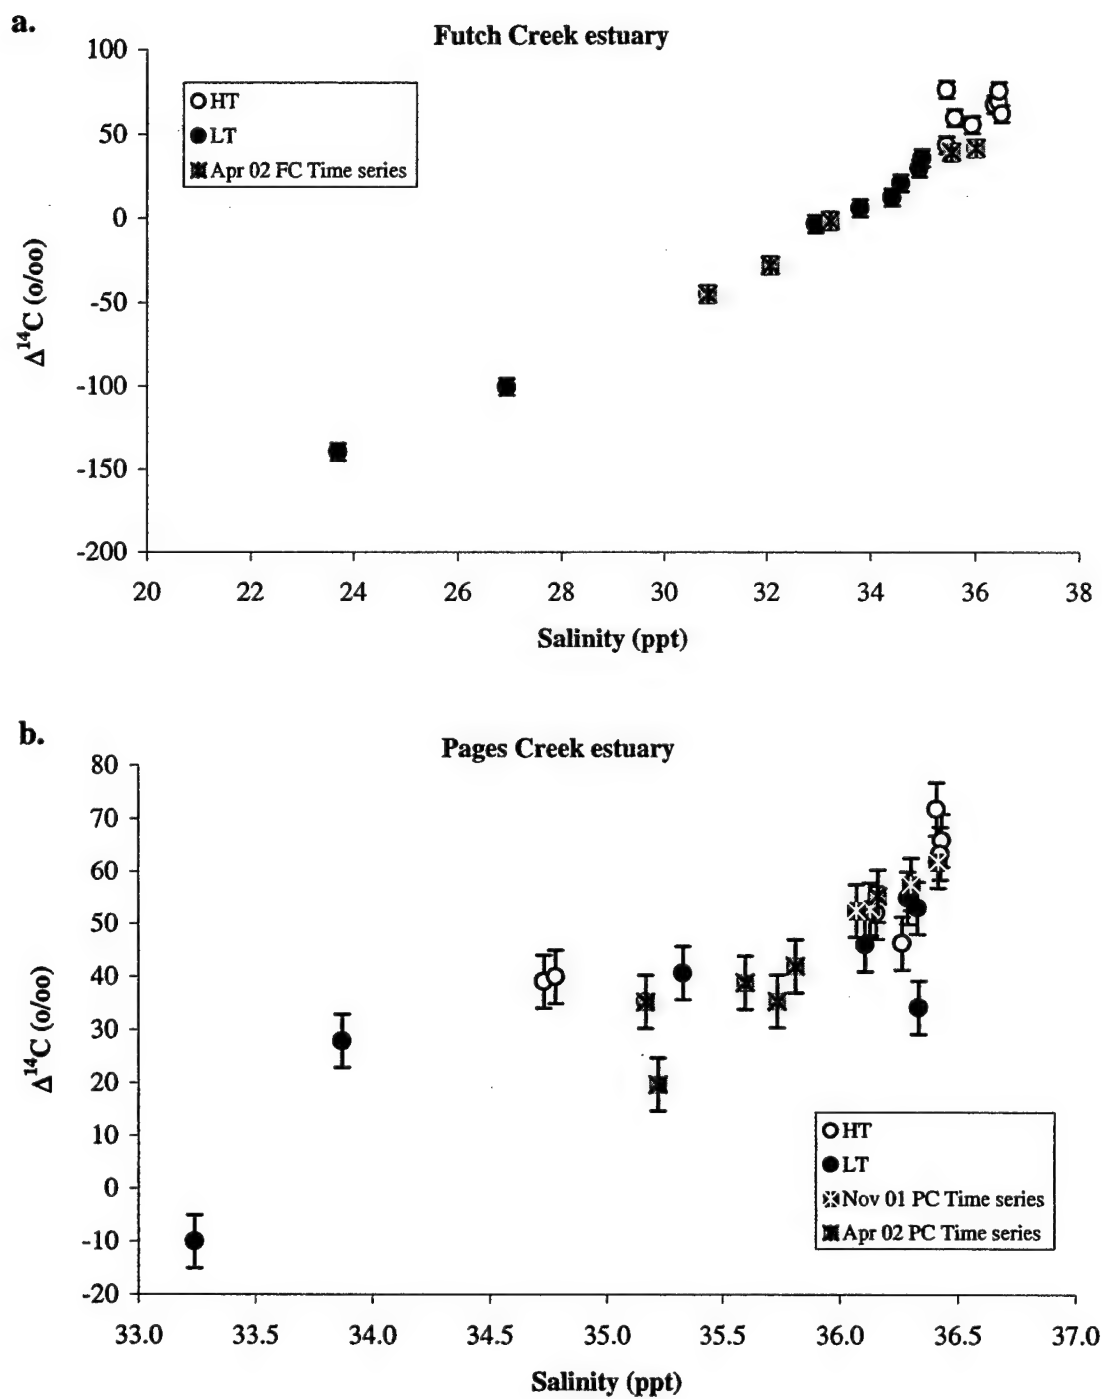 a.
Futch Creek estuary
100
50
0
-50
-100
-150
-200
Δ¹⁴C (o/oo)
HT
LT
Apr 02 FC Time series
20 22 24 26 28 30 32 34 36 38
Salinity (ppt)
b.
Pages Creek estuary
80
70
60
50
40
30
20
10
0
-10
-20
Δ¹⁴C (o/oo)
HT
LT
Nov 01 PC Time series
Apr 02 PC Time series
33.0 33.5 34.0 34.5 35.0 35.5 36.0 36.5 37.0
Salinity (ppt)